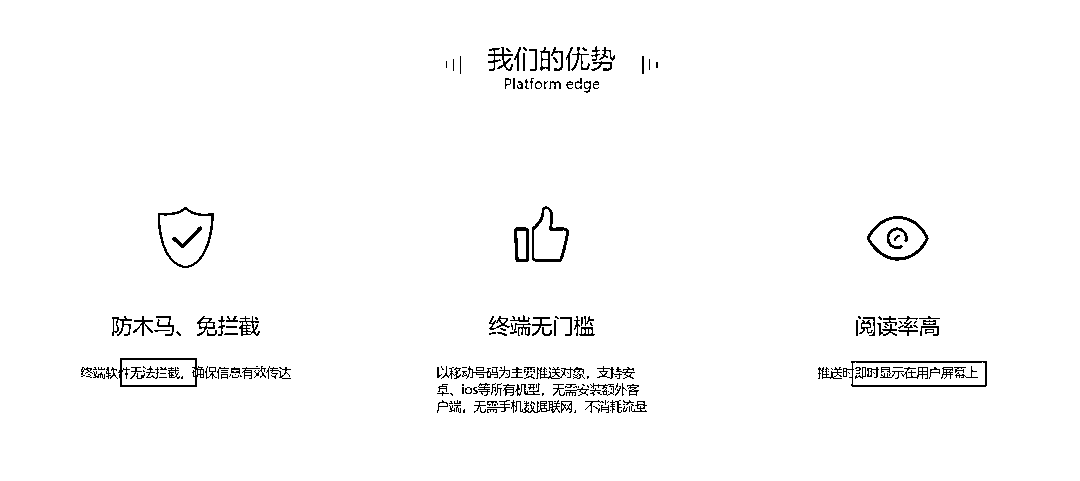 我们的优势
Platform edge
防木马、免拦截
终端软件无法拦截，确保信息有效传达
终端无门槛
以移动号码为主要推送对象，支持安
卓、ios等所有机型，无需安装额外客
户端，无需手机数据联网，不消耗流量
阅读率高
推送时即时显示在用户屏幕上